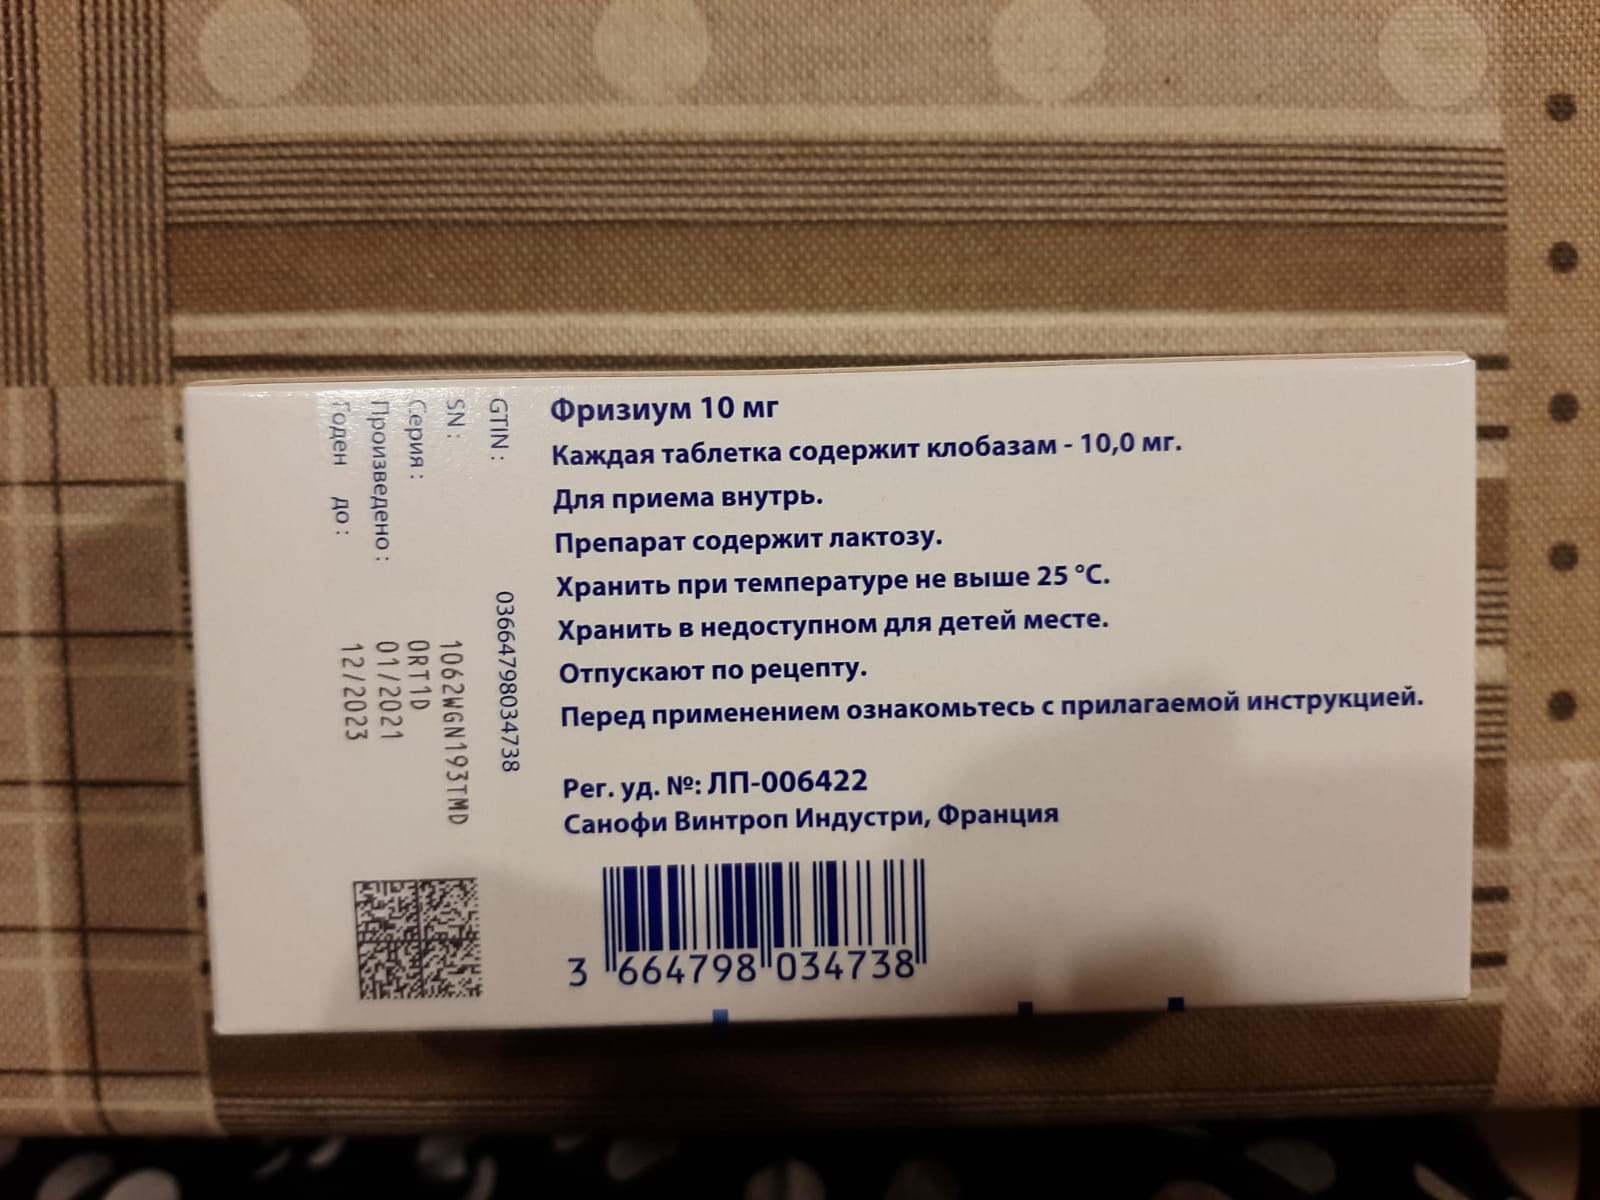 Фризиум 10 мг
Каждая таблетка содержит клобазам - 10,0 мг.
Для приема внутрь.
Препарат содержит лактозу.
Хранить при температуре не выше 25 °C.
Хранить в недоступном для детей месте.
Отпускают по рецепту.
Перед применением ознакомьтесь с прилагаемой инструкцией.
Рег. уд. №: ЛП-006422
Санофи Винтроп Индустри, Франция
3 664798 034738
GTIN : 03664798034738
SN : 1062WGN193TMD
Серия : 0RT1D
Произведено : 01/2021
Годен до : 12/2023